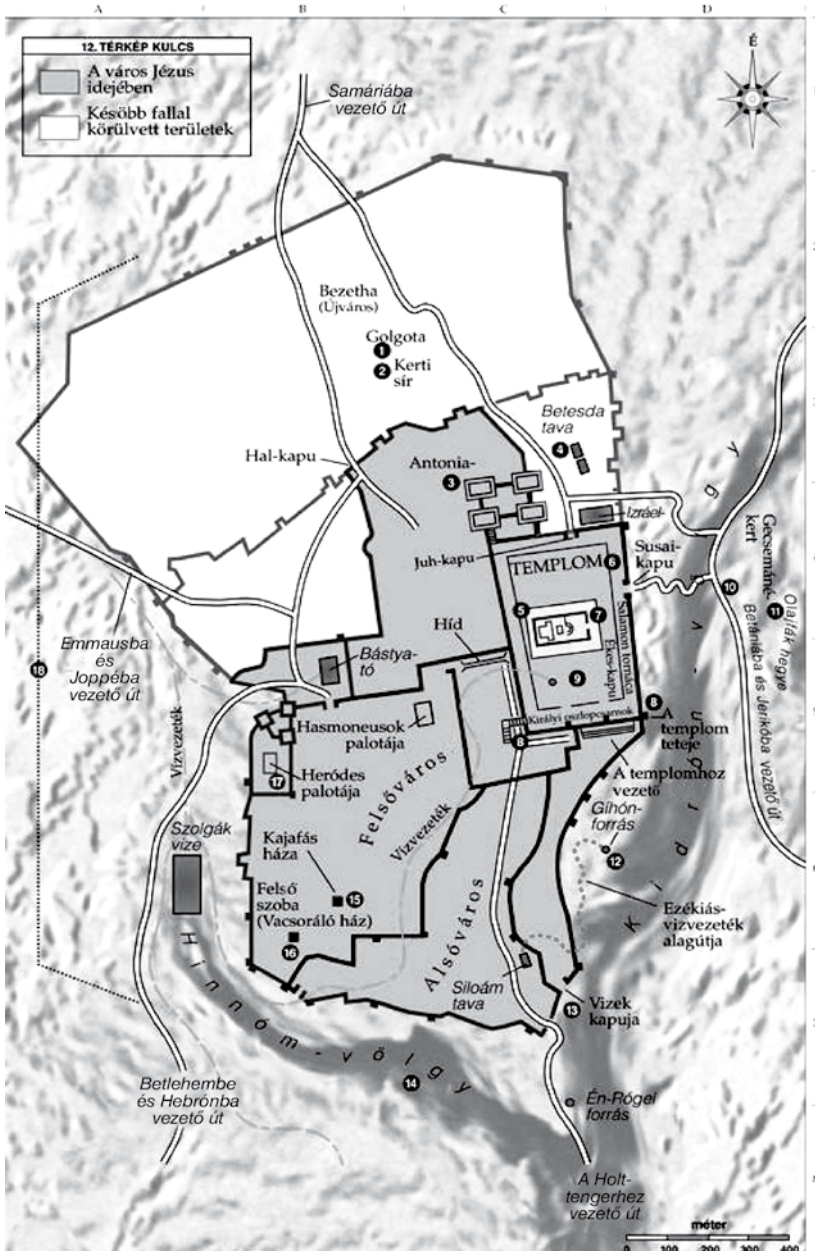 A B C D
12. TÉRKÉP KULCS
A város Jézus
idejében
Később fallal
körülvett területek
Samáriába
vezető út
É
Bezetha
(Újváros)
Golgota
1
2 Kerti
sír
Betesda
tava
4
Hal-kapu
Antonia-
3
Izráel-
Juh-kapu
TEMPLOM 6
Susai-
kapu
Gecsemáné-
kert
10
11
Olajfák hegye
Betániába és Jerikóba vezető út
5
7
Salamon tornáca
Ékes-kapu
Híd
9
Emmausba
és
Joppéba
vezető út
18
Bástya-
tó
Vízvezeték
Hasmoneusok
palotája
Királyi oszlopcsarnok
8
8
A
templom
teteje
Heródes
palotája
17
Felsőváros
A templomhoz
vezető
Gíhón-
forrás
12
Kidrón-völgy
Vízvezeték
Szolgák
vize
Kajafás
háza
15
Felső
szoba
(Vacsoráló ház)
16
Ezékiás-
vizvezeték
alagútja
Alsóváros
Siloám
tava
Vizek
kapuja
13
Hinnóm-völgy
14
Betlehembe
és Hebrónba
vezető út
Én-Rógel
forrás
A Holt-
tengerhez
vezető út
méter
0 100 200 300 400